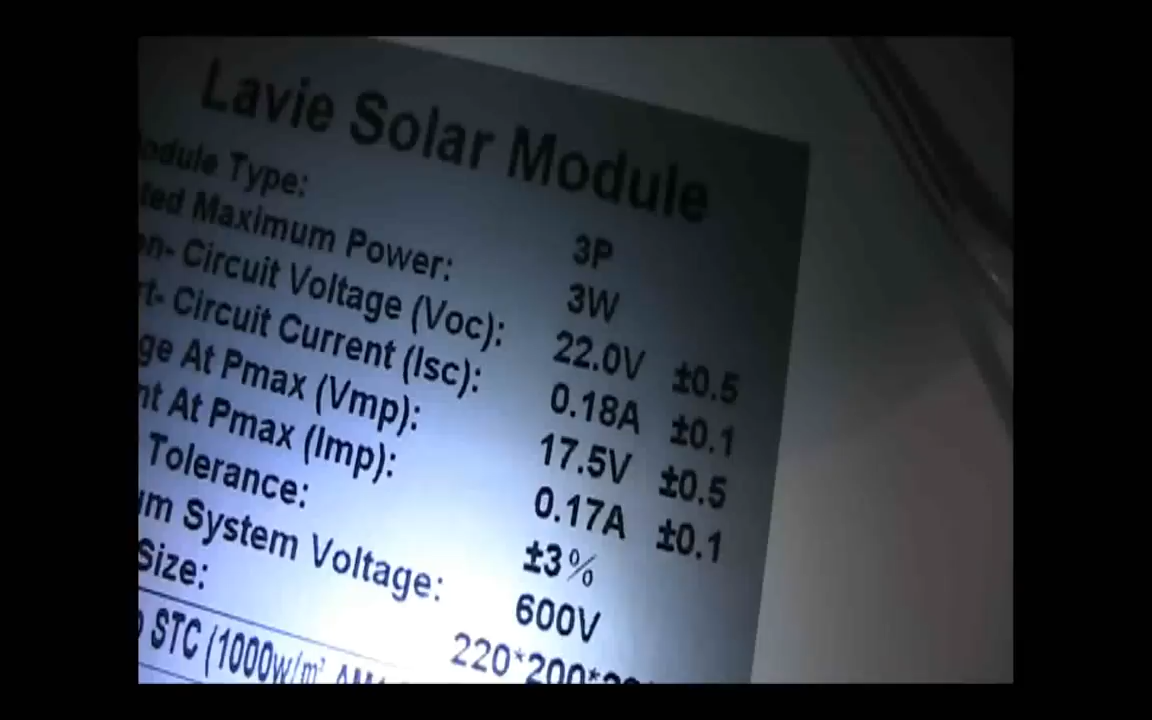 Lavie Solar Module
odule Type: 3P
ted Maximum Power: 3W
n- Circuit Voltage (Voc): 22.0V ±0.5
t- Circuit Current (Isc): 0.18A ±0.1
ge At Pmax (Vmp): 17.5V ±0.5
nt At Pmax (Imp): 0.17A ±0.1
Tolerance: ±3%
um System Voltage: 600V
Size: 220*200*
STC (1000w/m²